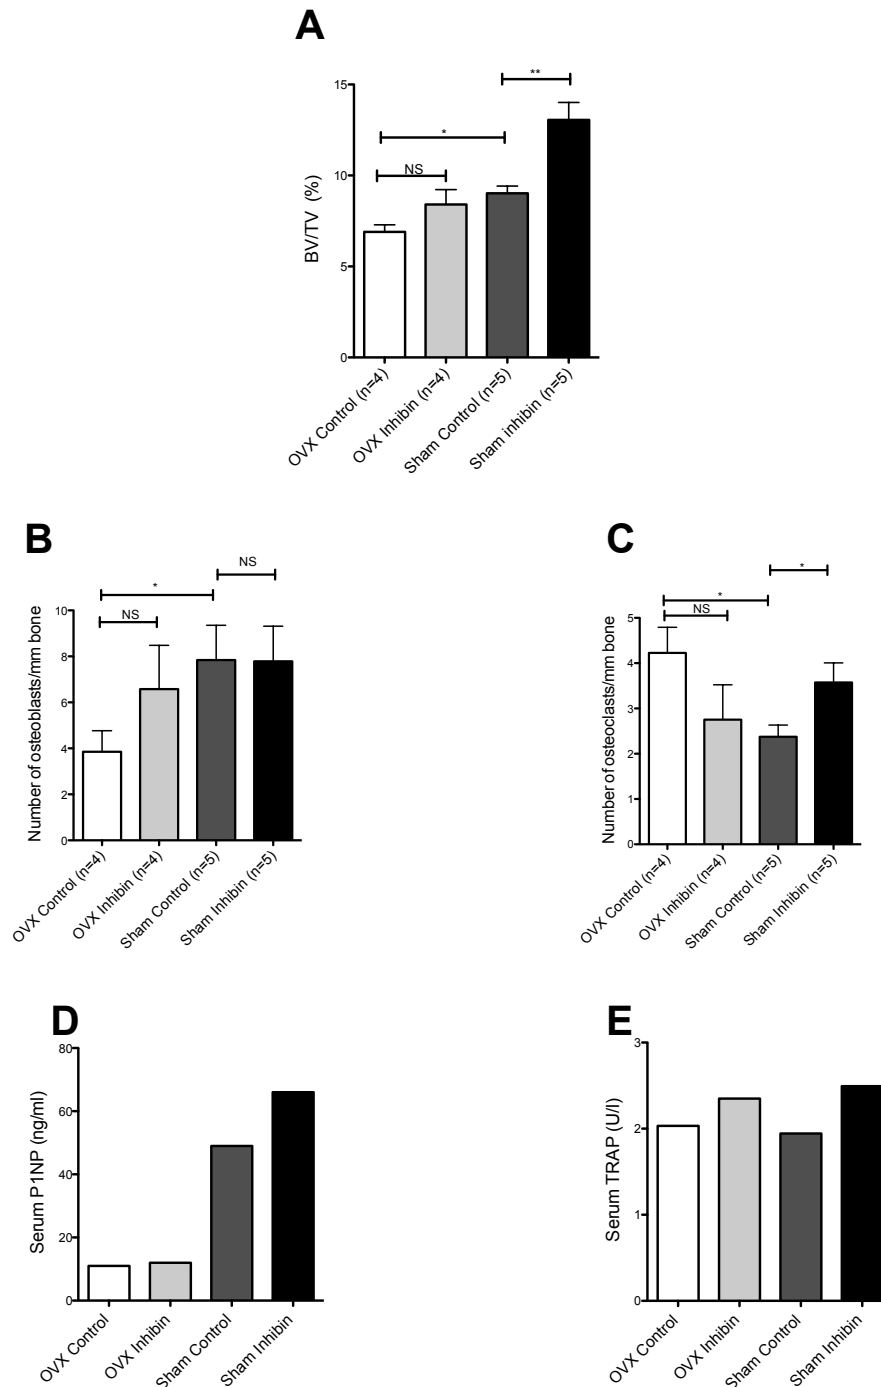 A
**
*
NS
15
10
5
0
BV/TV (%)
OVX Control (n=4)
OVX Inhibin (n=4)
Sham Control (n=5)
Sham inhibin (n=5)
B
NS
*
NS
10
8
6
4
2
0
Number of osteoblasts/mm bone
OVX Control (n=4)
OVX Inhibin (n=4)
Sham Control (n=5)
Sham Inhibin (n=5)
C
*
*
NS
5
4
3
2
1
0
Number of osteoclasts/mm bone
OVX Control (n=4)
OVX Inhibin (n=4)
Sham Control (n=5)
Sham Inhibin (n=5)
D
80
60
40
20
0
Serum P1NP (ng/ml)
OVX Control
OVX Inhibin
Sham Control
Sham Inhibin
E
3
2
1
0
Serum TRAP (U/l)
OVX Control
OVX Inhibin
Sham Control
Sham Inhibin